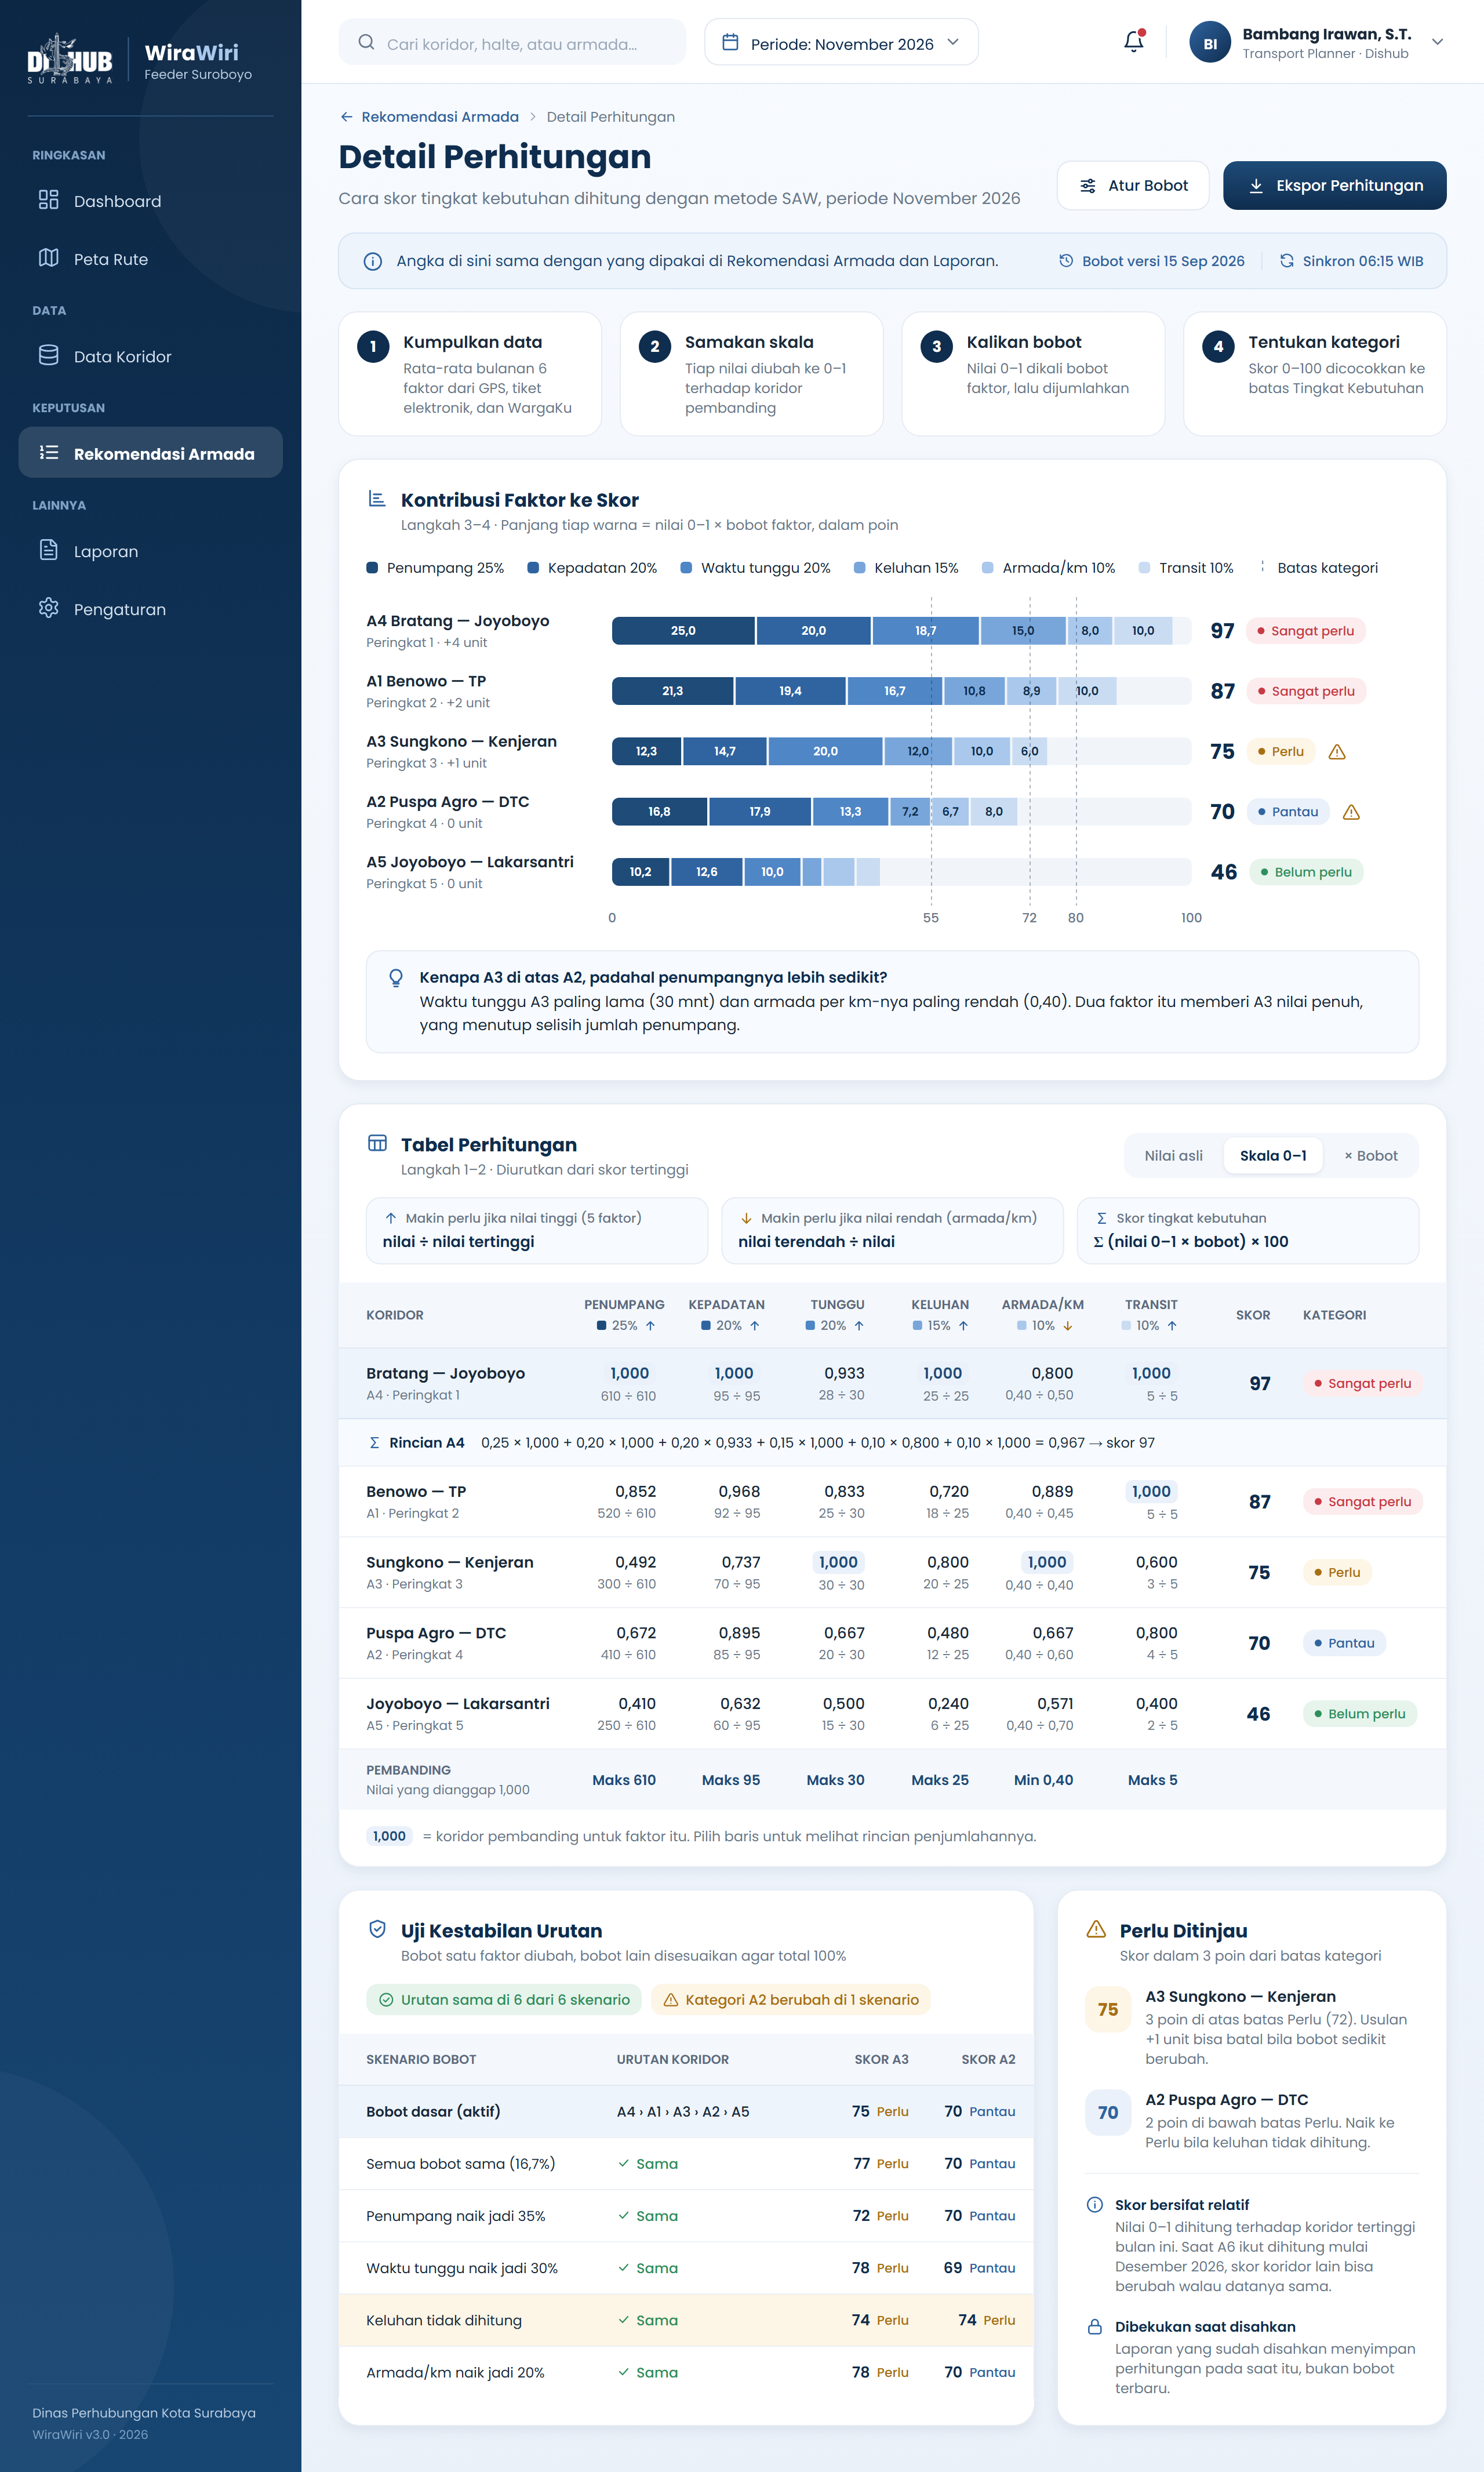 DISHUB
SURABAYA
WiraWiri
Feeder Suroboyo
RINGKASAN
Dashboard
Peta Rute
DATA
Data Koridor
KEPUTUSAN
Rekomendasi Armada
LAINNYA
Laporan
Pengaturan
Dinas Perhubungan Kota Surabaya
WiraWiri v3.0 · 2026
Cari koridor, halte, atau armada...
Periode: November 2026
BI
Bambang Irawan, S.T.
Transport Planner · Dishub
← Rekomendasi Armada > Detail Perhitungan
Detail Perhitungan
Cara skor tingkat kebutuhan dihitung dengan metode SAW, periode November 2026
Atur Bobot
Ekspor Perhitungan
Angka di sini sama dengan yang dipakai di Rekomendasi Armada dan Laporan.
Bobot versi 15 Sep 2026
Sinkron 06:15 WIB
1 Kumpulkan data
Rata-rata bulanan 6
faktor dari GPS, tiket
elektronik, dan WargaKu
2 Samakan skala
Tiap nilai diubah ke 0–1
terhadap koridor
pembanding
3 Kalikan bobot
Nilai 0–1 dikali bobot
faktor, lalu dijumlahkan
4 Tentukan kategori
Skor 0–100 dicocokkan ke
batas Tingkat Kebutuhan
Kontribusi Faktor ke Skor
Langkah 3–4 · Panjang tiap warna = nilai 0–1 × bobot faktor, dalam poin
Penumpang 25% Kepadatan 20% Waktu tunggu 20% Keluhan 15% Armada/km 10% Transit 10% Batas kategori
A4 Bratang — Joyoboyo
Peringkat 1 · +4 unit
25,0 20,0 18,7 15,0 8,0 10,0
97 Sangat perlu
A1 Benowo — TP
Peringkat 2 · +2 unit
21,3 19,4 16,7 10,8 8,9 10,0
87 Sangat perlu
A3 Sungkono — Kenjeran
Peringkat 3 · +1 unit
12,3 14,7 20,0 12,0 10,0 6,0
75 Perlu
A2 Puspa Agro — DTC
Peringkat 4 · 0 unit
16,8 17,9 13,3 7,2 6,7 8,0
70 Pantau
A5 Joyoboyo — Lakarsantri
Peringkat 5 · 0 unit
10,2 12,6 10,0
46 Belum perlu
0 55 72 80 100
Kenapa A3 di atas A2, padahal penumpangnya lebih sedikit?
Waktu tunggu A3 paling lama (30 mnt) dan armada per km-nya paling rendah (0,40). Dua faktor itu memberi A3 nilai penuh,
yang menutup selisih jumlah penumpang.
Tabel Perhitungan
Langkah 1–2 · Diurutkan dari skor tertinggi
Nilai asli Skala 0–1 × Bobot
↑ Makin perlu jika nilai tinggi (5 faktor)
nilai ÷ nilai tertinggi
↓ Makin perlu jika nilai rendah (armada/km)
nilai terendah ÷ nilai
Σ Skor tingkat kebutuhan
Σ (nilai 0–1 × bobot) × 100
KORIDOR PENUMPANG KEPADATAN TUNGGU KELUHAN ARMADA/KM TRANSIT SKOR KATEGORI
25% ↑ 20% ↑ 20% ↑ 15% ↑ 10% ↓ 10% ↑
Bratang — Joyoboyo 1,000 1,000 0,933 1,000 0,800 1,000 97 Sangat perlu
A4 · Peringkat 1 610 ÷ 610 95 ÷ 95 28 ÷ 30 25 ÷ 25 0,40 ÷ 0,50 5 ÷ 5
Σ Rincian A4 0,25 × 1,000 + 0,20 × 1,000 + 0,20 × 0,933 + 0,15 × 1,000 + 0,10 × 0,800 + 0,10 × 1,000 = 0,967 → skor 97
Benowo — TP 0,852 0,968 0,833 0,720 0,889 1,000 87 Sangat perlu
A1 · Peringkat 2 520 ÷ 610 92 ÷ 95 25 ÷ 30 18 ÷ 25 0,40 ÷ 0,45 5 ÷ 5
Sungkono — Kenjeran 0,492 0,737 1,000 0,800 1,000 0,600 75 Perlu
A3 · Peringkat 3 300 ÷ 610 70 ÷ 95 30 ÷ 30 20 ÷ 25 0,40 ÷ 0,40 3 ÷ 5
Puspa Agro — DTC 0,672 0,895 0,667 0,480 0,667 0,800 70 Pantau
A2 · Peringkat 4 410 ÷ 610 85 ÷ 95 20 ÷ 30 12 ÷ 25 0,40 ÷ 0,60 4 ÷ 5
Joyoboyo — Lakarsantri 0,410 0,632 0,500 0,240 0,571 0,400 46 Belum perlu
A5 · Peringkat 5 250 ÷ 610 60 ÷ 95 15 ÷ 30 6 ÷ 25 0,40 ÷ 0,70 2 ÷ 5
PEMBANDING Maks 610 Maks 95 Maks 30 Maks 25 Min 0,40 Maks 5
Nilai yang dianggap 1,000
1,000 = koridor pembanding untuk faktor itu. Pilih baris untuk melihat rincian penjumlahannya.
Uji Kestabilan Urutan
Bobot satu faktor diubah, bobot lain disesuaikan agar total 100%
Urutan sama di 6 dari 6 skenario
Kategori A2 berubah di 1 skenario
SKENARIO BOBOT URUTAN KORIDOR SKOR A3 SKOR A2
Bobot dasar (aktif) A4 › A1 › A3 › A2 › A5 75 Perlu 70 Pantau
Semua bobot sama (16,7%) ✓ Sama 77 Perlu 70 Pantau
Penumpang naik jadi 35% ✓ Sama 72 Perlu 70 Pantau
Waktu tunggu naik jadi 30% ✓ Sama 78 Perlu 69 Pantau
Keluhan tidak dihitung ✓ Sama 74 Perlu 74 Perlu
Armada/km naik jadi 20% ✓ Sama 78 Perlu 70 Pantau
Perlu Ditinjau
Skor dalam 3 poin dari batas kategori
75
A3 Sungkono — Kenjeran
3 poin di atas batas Perlu (72). Usulan
+1 unit bisa batal bila bobot sedikit
berubah.
70
A2 Puspa Agro — DTC
2 poin di bawah batas Perlu. Naik ke
Perlu bila keluhan tidak dihitung.
Skor bersifat relatif
Nilai 0–1 dihitung terhadap koridor tertinggi
bulan ini. Saat A6 ikut dihitung mulai
Desember 2026, skor koridor lain bisa
berubah walau datanya sama.
Dibekukan saat disahkan
Laporan yang sudah disahkan menyimpan
perhitungan pada saat itu, bukan bobot
terbaru.